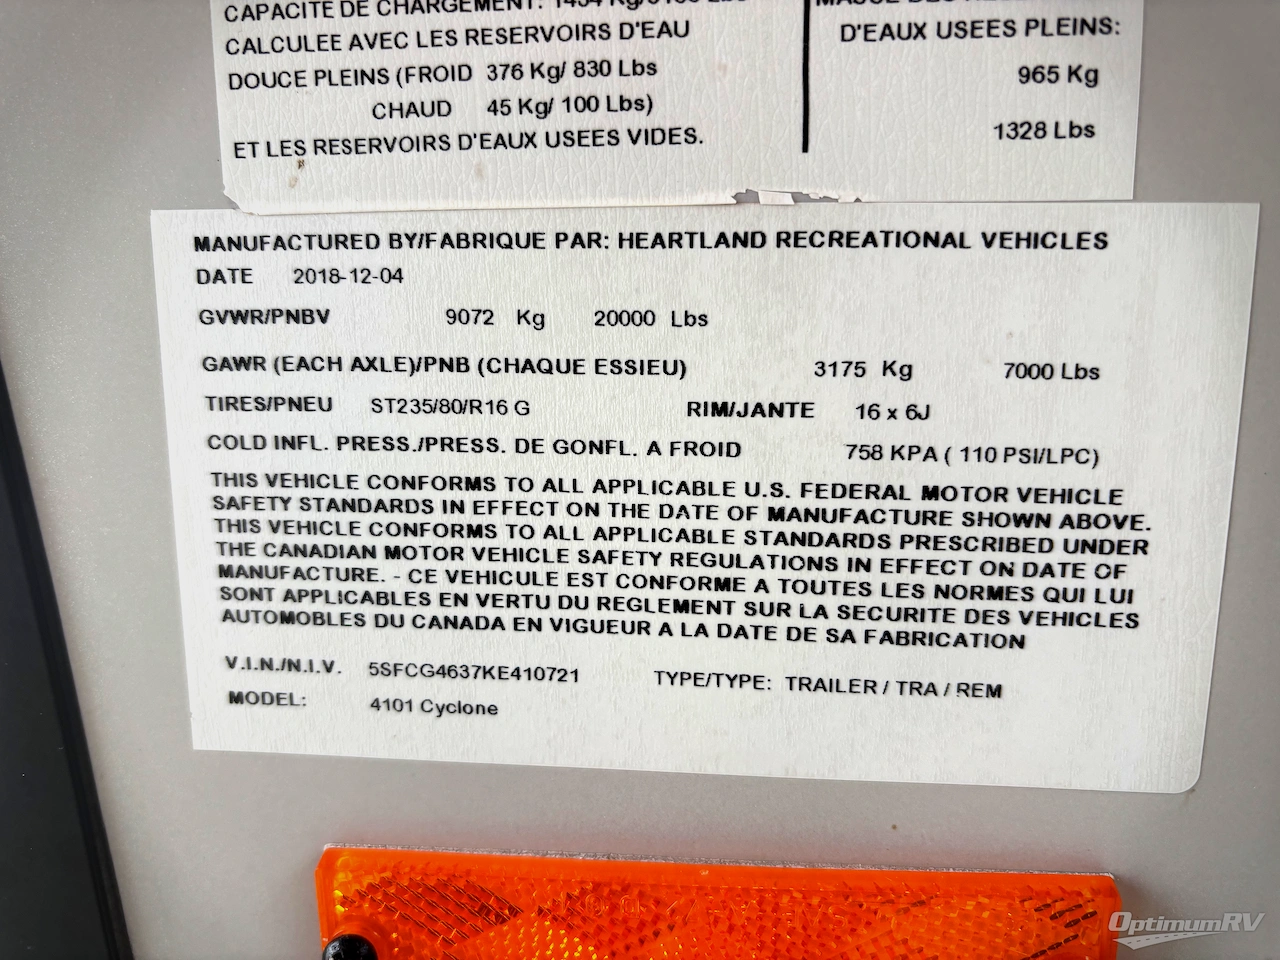 CAPACITE DE CHARGEMENT:
CALCULEE AVEC LES RESERVOIRS D'EAU
DOUCE PLEINS (FROID 376 Kg/ 830 Lbs
CHAUD 45 Kg/ 100 Lbs)
ET LES RESERVOIRS D'EAUX USEES VIDES.
D'EAUX USEES PLEINS:
965 Kg
1328 Lbs
MANUFACTURED BY/FABRIQUE PAR: HEARTLAND RECREATIONAL VEHICLES
DATE 2018-12-04
GVWR/PNBV 9072 Kg 20000 Lbs
GAWR (EACH AXLE)/PNB (CHAQUE ESSIEU) 3175 Kg 7000 Lbs
TIRES/PNEU ST235/80/R16 G RIM/JANTE 16 x 6J
COLD INFL. PRESS./PRESS. DE GONFL. A FROID 758 KPA ( 110 PSI/LPC)
THIS VEHICLE CONFORMS TO ALL APPLICABLE U.S. FEDERAL MOTOR VEHICLE
SAFETY STANDARDS IN EFFECT ON THE DATE OF MANUFACTURE SHOWN ABOVE.
THIS VEHICLE CONFORMS TO ALL APPLICABLE STANDARDS PRESCRIBED UNDER
THE CANADIAN MOTOR VEHICLE SAFETY REGULATIONS IN EFFECT ON DATE OF
MANUFACTURE. - CE VEHICULE EST CONFORME A TOUTES LES NORMES QUI LUI
SONT APPLICABLES EN VERTU DU REGLEMENT SUR LA SECURITE DES VEHICLES
AUTOMOBILES DU CANADA EN VIGUEUR A LA DATE DE SA FABRICATION
V.I.N./N.I.V. 5SFCG4637KE410721 TYPE/TYPE: TRAILER / TRA / REM
MODEL: 4101 Cyclone
OptimumRV